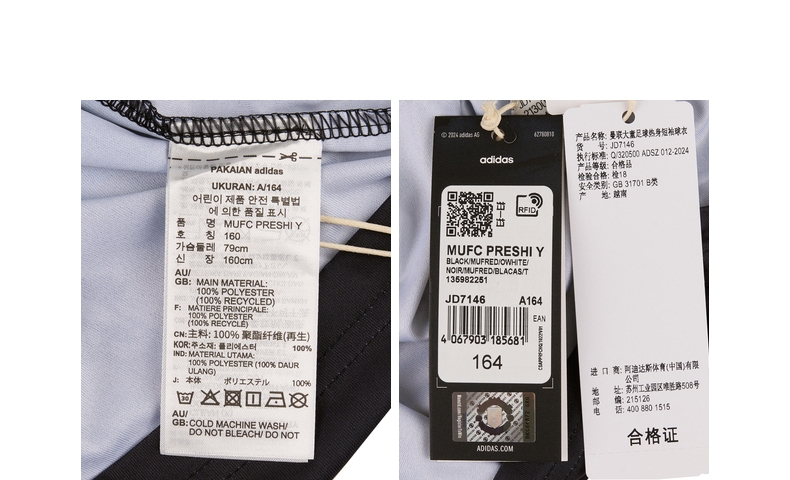 PAKAIAN adidas
UKURAN: A/164
어린이 제품 안전 특별법
에 의한 품질 표시
품 명 MUFC PRESHI Y
호 칭 160
가슴둘레 79cm
신 장 160cm
AU/
GB: MAIN MATERIAL:
100% POLYESTER
(100% RECYCLED)
F: MATIERE PRINCIPALE:
100% POLYESTER
(100% RECYCLÉ)
CN: 主料: 100% 聚酯纤维(再生)
KOR: 주소재: 폴리에스터 100%
IND: MATERIAL UTAMA:
100% POLYESTER (100% DAUR
ULANG)
J: 本体 ポリエステル 100%
30
AU/
GB: COLD MACHINE WASH/
DO NOT BLEACH/ DO NOT
© 2024 adidas AG
62780810
adidas
RFID
MUFC PRESHI Y
BLACK/MUFRED/OWHITE/
NOIR/MUFRED/BLACAS/T
135982251
JD7146 A164
EAN
4 067903 185681
164
ADIDAS.COM
产品名称: 曼联大童足球热身短袖球衣
货 号: JD7146
执行标准: Q/320500 ADSZ 012-2024
产品等级: 合格品
检验合格: 检18
安全类别: GB 31701 B类
产 地: 越南
进 口 商: 阿迪达斯体育(中国)有限
公司
地 址: 苏州工业园区唯胜路508号
邮 编: 215126
电 话: 400 880 1515
合格证